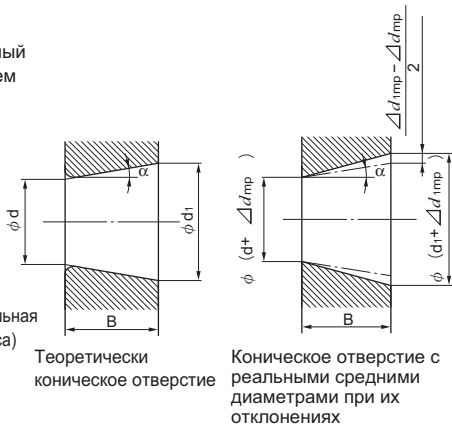 ный
ем
Δd1mp – Δdmp
2
α
α
φ d
φ d1
φ (d+ Δdmp )
φ (d1+ Δd1mp )
B
B
льная
са)
Теоретически
коническое отверстие
Коническое отверстие с
реальными средними
диаметрами при их
отклонениях